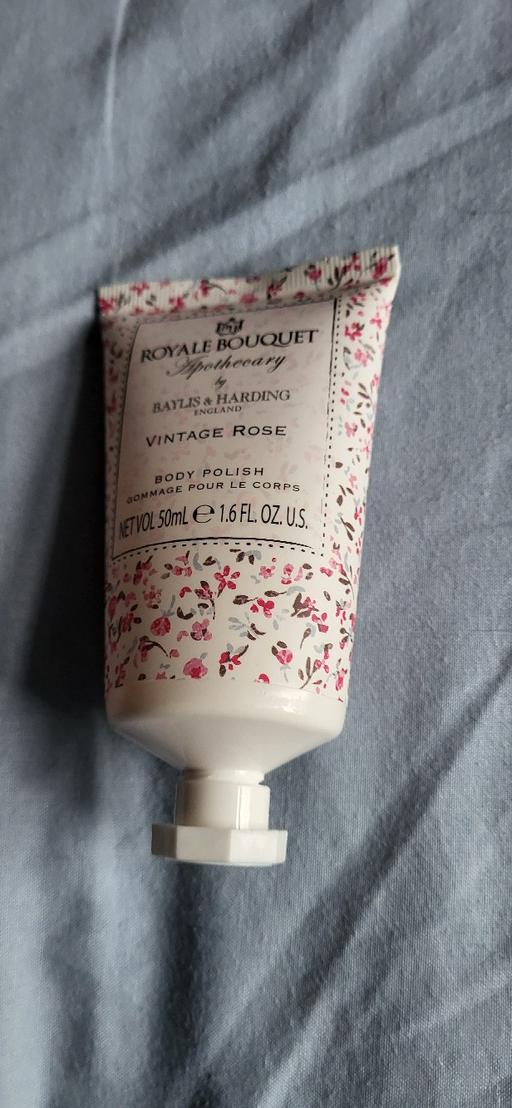 ROYALE BOUQUET
Apothecary
by
BAYLIS & HARDING
ENGLAND
VINTAGE ROSE
BODY POLISH
GOMMAGE POUR LE CORPS
NET VOL 50mL ℮ 1.6 FL. OZ. U.S.